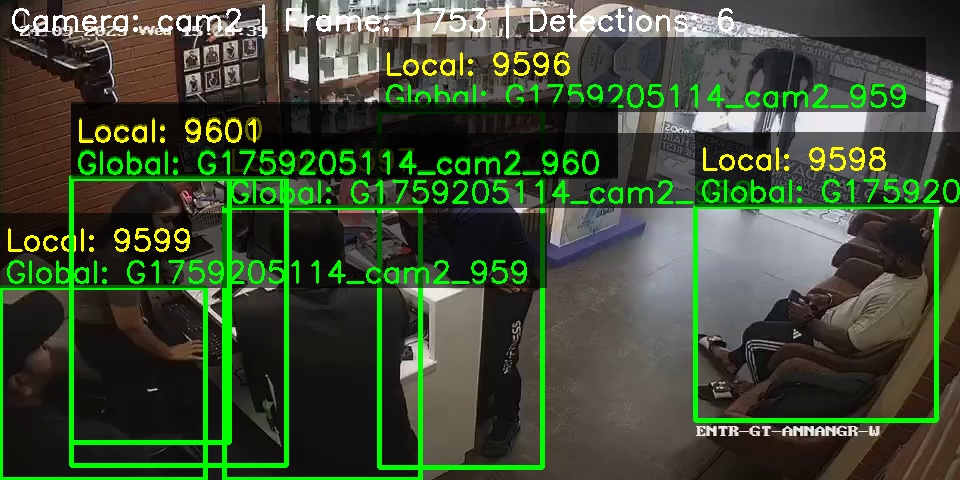 Camera: cam2 | Frame: 1753 | Detections: 6
Local: 9596
Global: G1759205114_cam2_959
Local: 9601
Global: G1759205114_cam2_960
Local: 9598
Global: G175920
Global: G1759205114_cam2_
Local: 9599
Global: G1759205114_cam2_959
ENTR-GT-ANNANGR-W